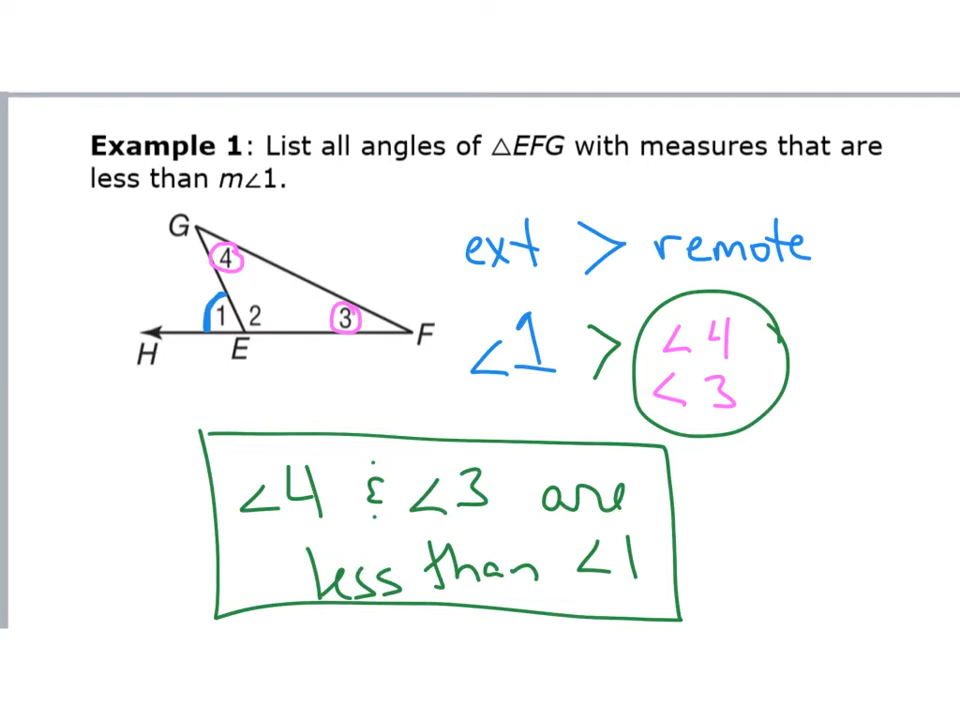 Example 1: List all angles of △EFG with measures that are
less than m∠1.
G
4
1 2
3
H
E
F
ext > remote
∠1 > ∠4
∠3
∠4 & ∠3 are
less than ∠1